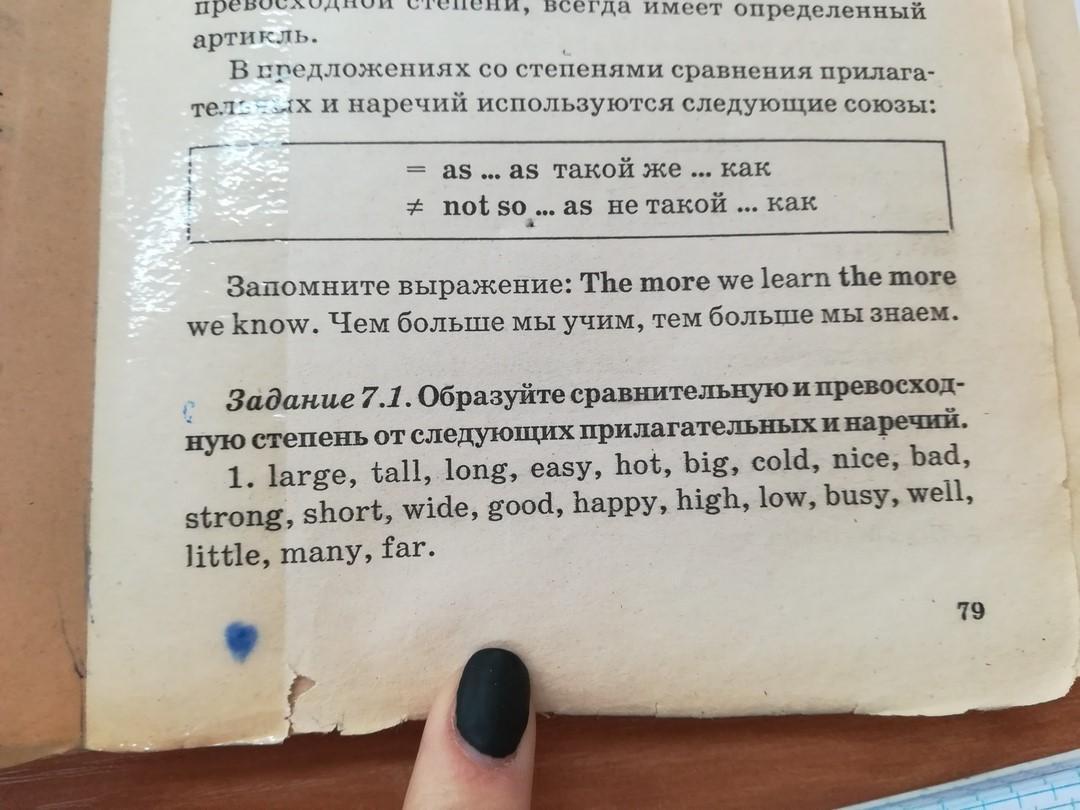 превосходной степени, всегда имеет определенный
артикль.
В предложениях со степенями сравнения прилага-
тельных и наречий используются следующие союзы:
= as ... as такой же ... как
≠ not so ... as не такой ... как
Запомните выражение: The more we learn the more
we know. Чем больше мы учим, тем больше мы знаем.
Задание 7.1. Образуйте сравнительную и превосход-
ную степень от следующих прилагательных и наречий.
1. large, tall, long, easy, hot, big, cold, nice, bad,
strong, short, wide, good, happy, high, low, busy, well,
little, many, far.
79